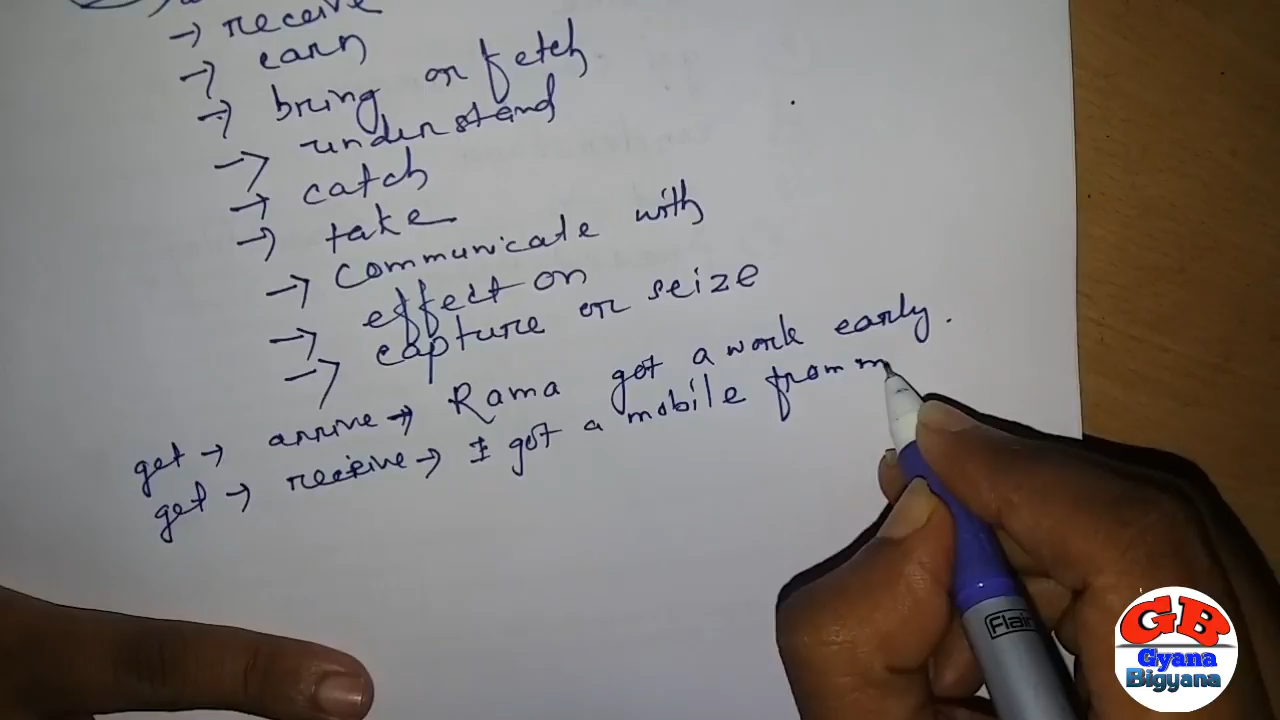 → receive
→ earn
→ bring or fetch
→ understand
→ catch
→ take
→ communicate with
→ effect on
→ capture or seize
get → arrive → Rama got a work early.
get → receive → I got a mobile from m
Flair
GB
Gyana
Bigyana